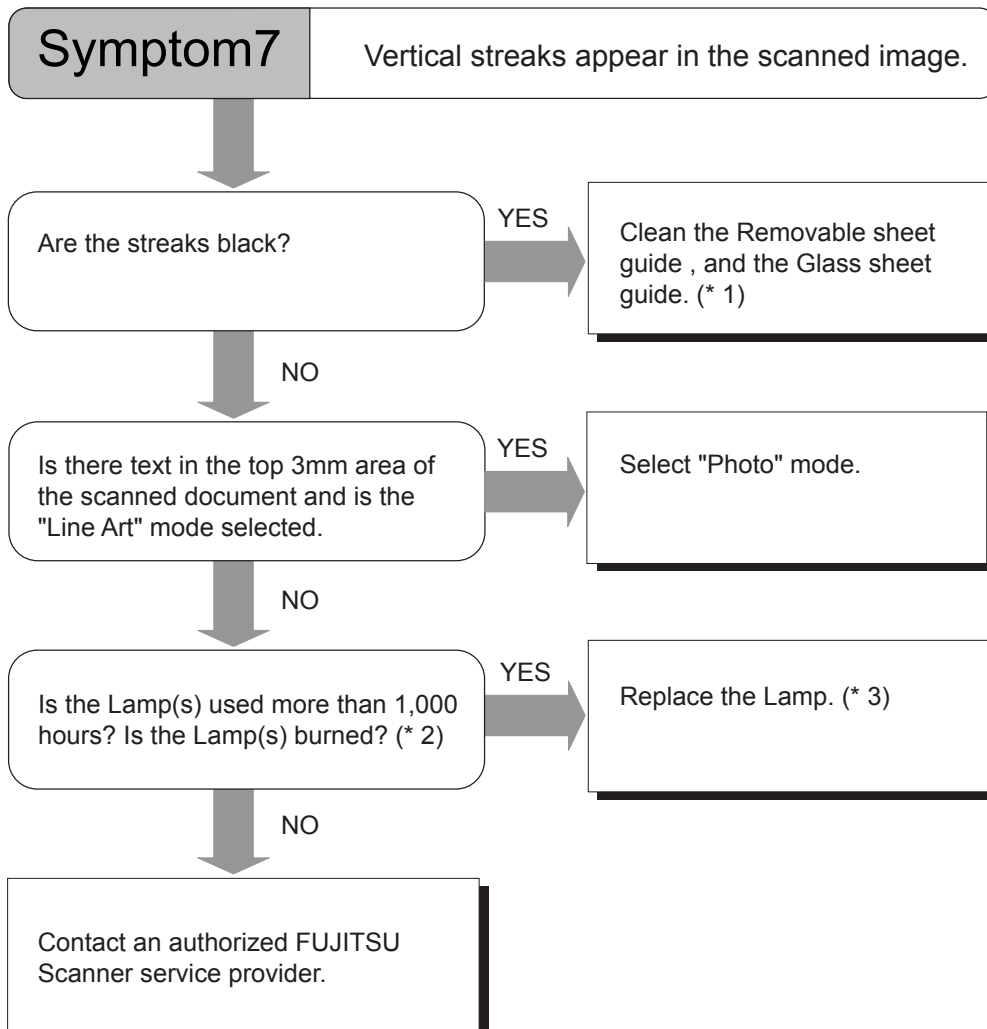 Symptom7
Vertical streaks appear in the scanned image.
Are the streaks black?
YES
Clean the Removable sheet
guide , and the Glass sheet
guide. (* 1)
NO
Is there text in the top 3mm area of
the scanned document and is the
"Line Art" mode selected.
YES
Select "Photo" mode.
NO
Is the Lamp(s) used more than 1,000
hours? Is the Lamp(s) burned? (* 2)
YES
Replace the Lamp. (* 3)
NO
Contact an authorized FUJITSU
Scanner service provider.